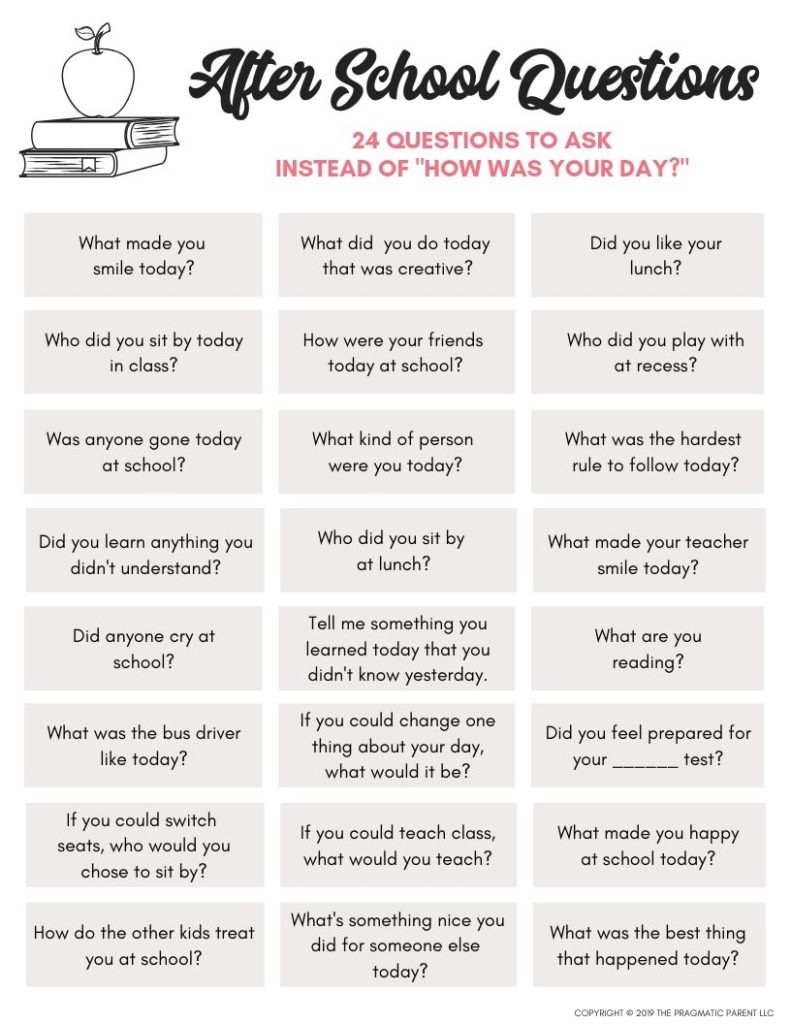 After School Questions
24 QUESTIONS TO ASK
INSTEAD OF "HOW WAS YOUR DAY?"
What made you
smile today?
What did you do today
that was creative?
Did you like your
lunch?
Who did you sit by today
in class?
How were your friends
today at school?
Who did you play with
at recess?
Was anyone gone today
at school?
What kind of person
were you today?
What was the hardest
rule to follow today?
Did you learn anything you
didn't understand?
Who did you sit by
at lunch?
What made your teacher
smile today?
Did anyone cry at
school?
Tell me something you
learned today that you
didn't know yesterday.
What are you
reading?
What was the bus driver
like today?
If you could change one
thing about your day,
what would it be?
Did you feel prepared for
your ______ test?
If you could switch
seats, who would you
chose to sit by?
If you could teach class,
what would you teach?
What made you happy
at school today?
How do the other kids treat
you at school?
What's something nice you
did for someone else
today?
What was the best thing
that happened today?
COPYRIGHT © 2019 THE PRAGMATIC PARENT LLC